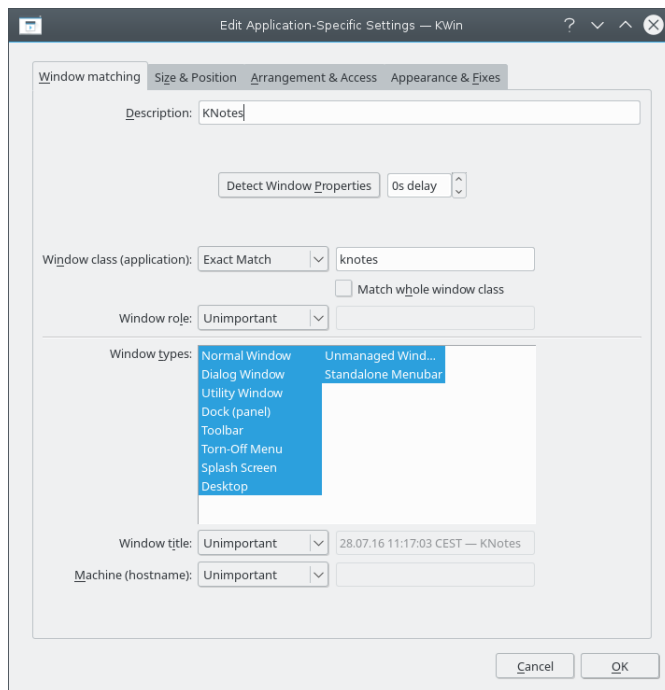 Edit Application-Specific Settings — KWin
Window matching Size & Position Arrangement & Access Appearance & Fixes
Description: KNotes
Detect Window Properties 0s delay
Window class (application): Exact Match knotes
Match whole window class
Window role: Unimportant
Window types: Normal Window Unmanaged Wind...
Dialog Window Standalone Menubar
Utility Window
Dock (panel)
Toolbar
Torn-Off Menu
Splash Screen
Desktop
Window title: Unimportant 28.07.16 11:17:03 CEST — KNotes
Machine (hostname): Unimportant
Cancel OK